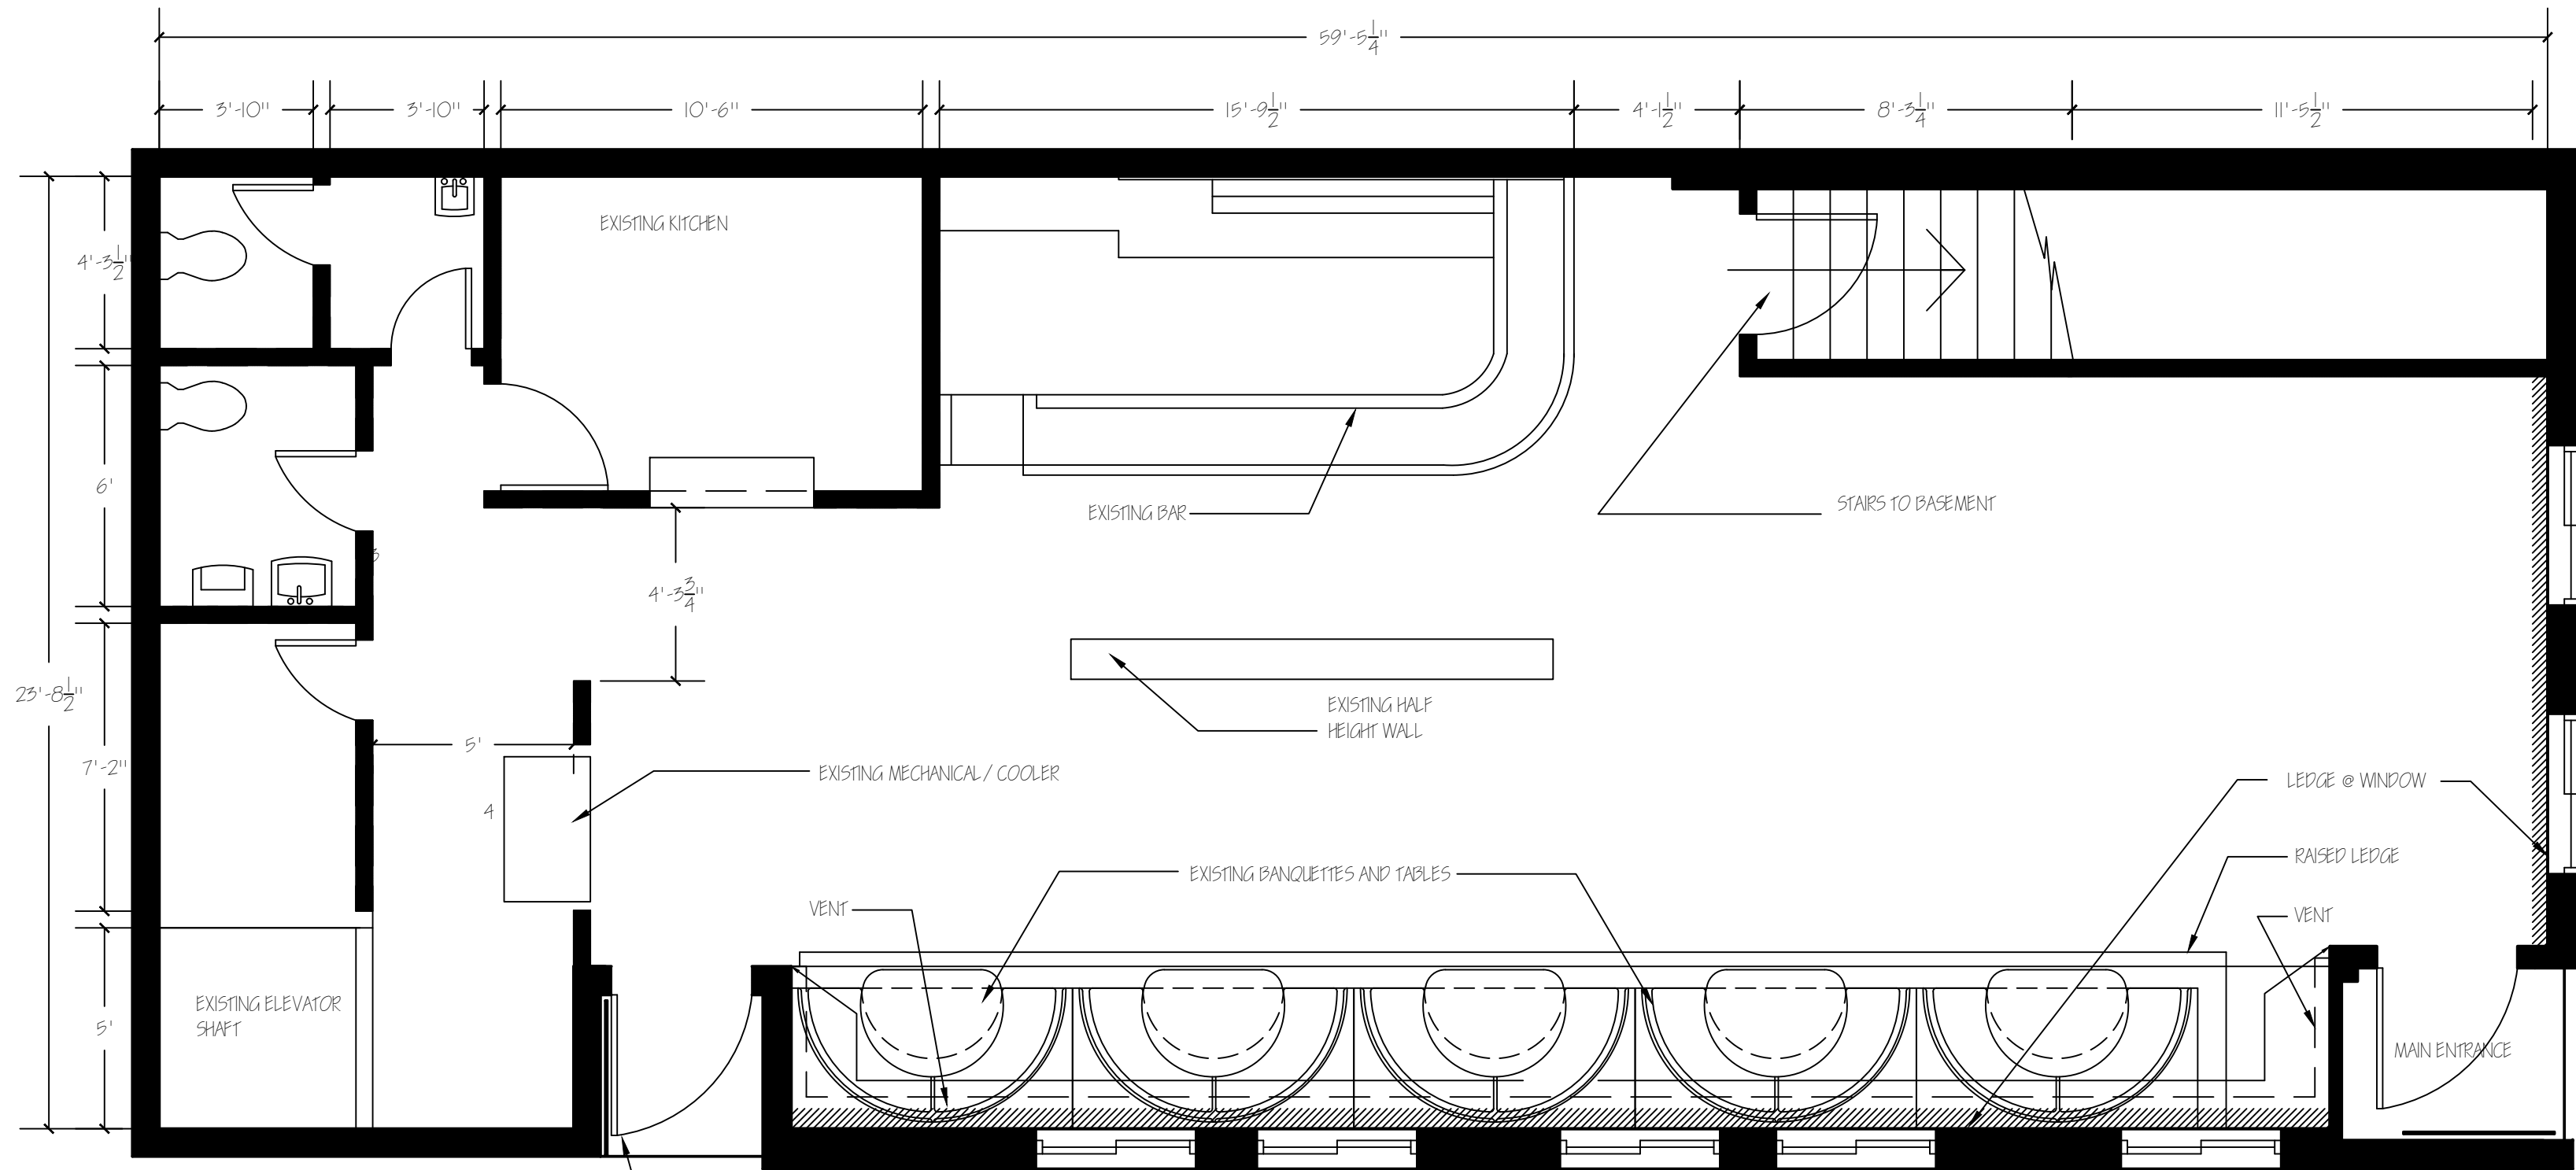 59'-5 1/4"
3'-10"
3'-10"
10'-6"
15'-9 1/2"
4'-1 1/2"
8'-3 1/4"
11'-5 1/2"
EXISTING KITCHEN
4'-3 1/2"
6'
EXISTING BAR
STAIRS TO BASEMENT
3
4'-3 3/4"
23'-8 1/2"
EXISTING HALF
HEIGHT WALL
5'
7'-2"
EXISTING MECHANICAL / COOLER
LEDGE @ WINDOW
4
RAISED LEDGE
EXISTING BANQUETTES AND TABLES
VENT
VENT
EXISTING ELEVATOR
SHAFT
5'
MAIN ENTRANCE